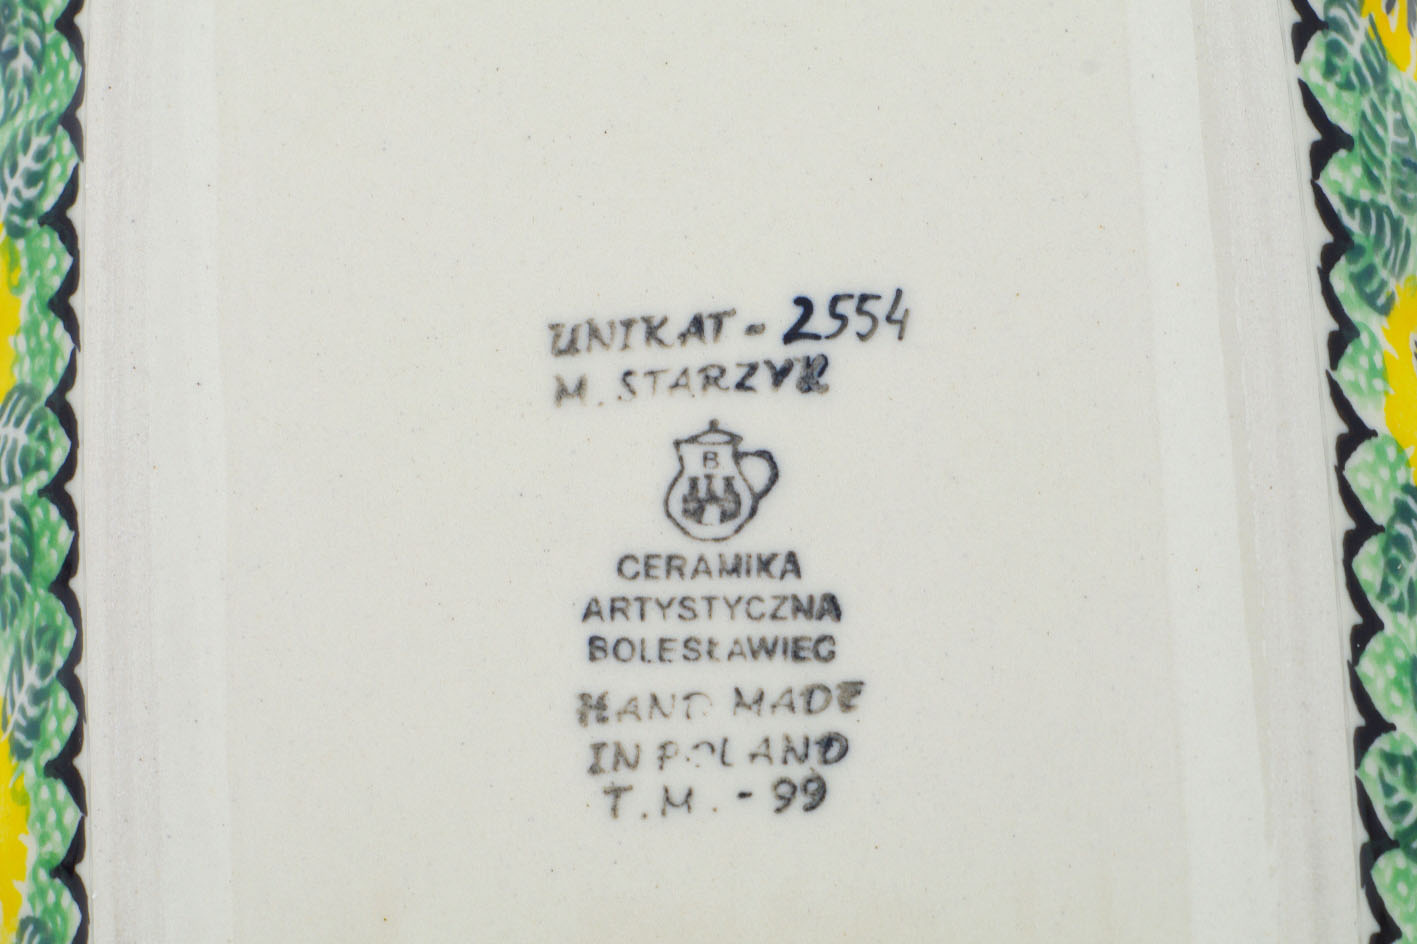 UNIKAT - 2554
M. STARZYK
B
CERAMIKA
ARTYSTYCZNA
BOLESŁAWIEC
HAND MADE
IN POLAND
T.M. - 99